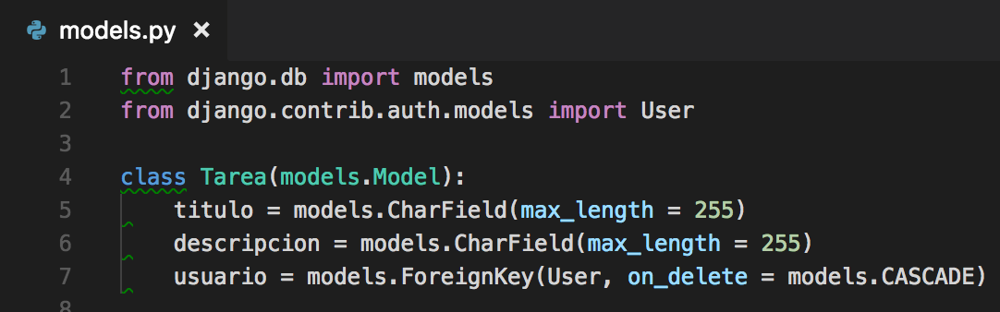 models.py ×
1 from django.db import models
2 from django.contrib.auth.models import User
3
4 class Tarea(models.Model):
5     titulo = models.CharField(max_length = 255)
6     descripcion = models.CharField(max_length = 255)
7     usuario = models.ForeignKey(User, on_delete = models.CASCADE)
8